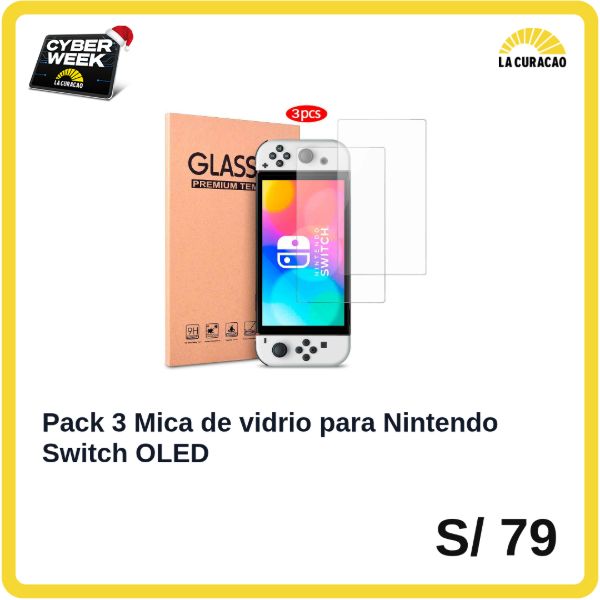 CYBER
WEEK
LA CURACAO
LA CURACAO
3pcs
GLASS
PREMIUM TEM
9H
NINTENDO
SWITCH
Pack 3 Mica de vidrio para Nintendo
Switch OLED
S/ 79